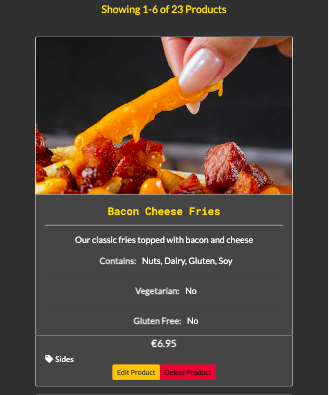 Showing 1-6 of 23 Products
Bacon Cheese Fries
Our classic fries topped with bacon and cheese
Contains: Nuts, Dairy, Gluten, Soy
Vegetarian: No
Gluten Free: No
€6.95
Sides
Edit Product Delete Product